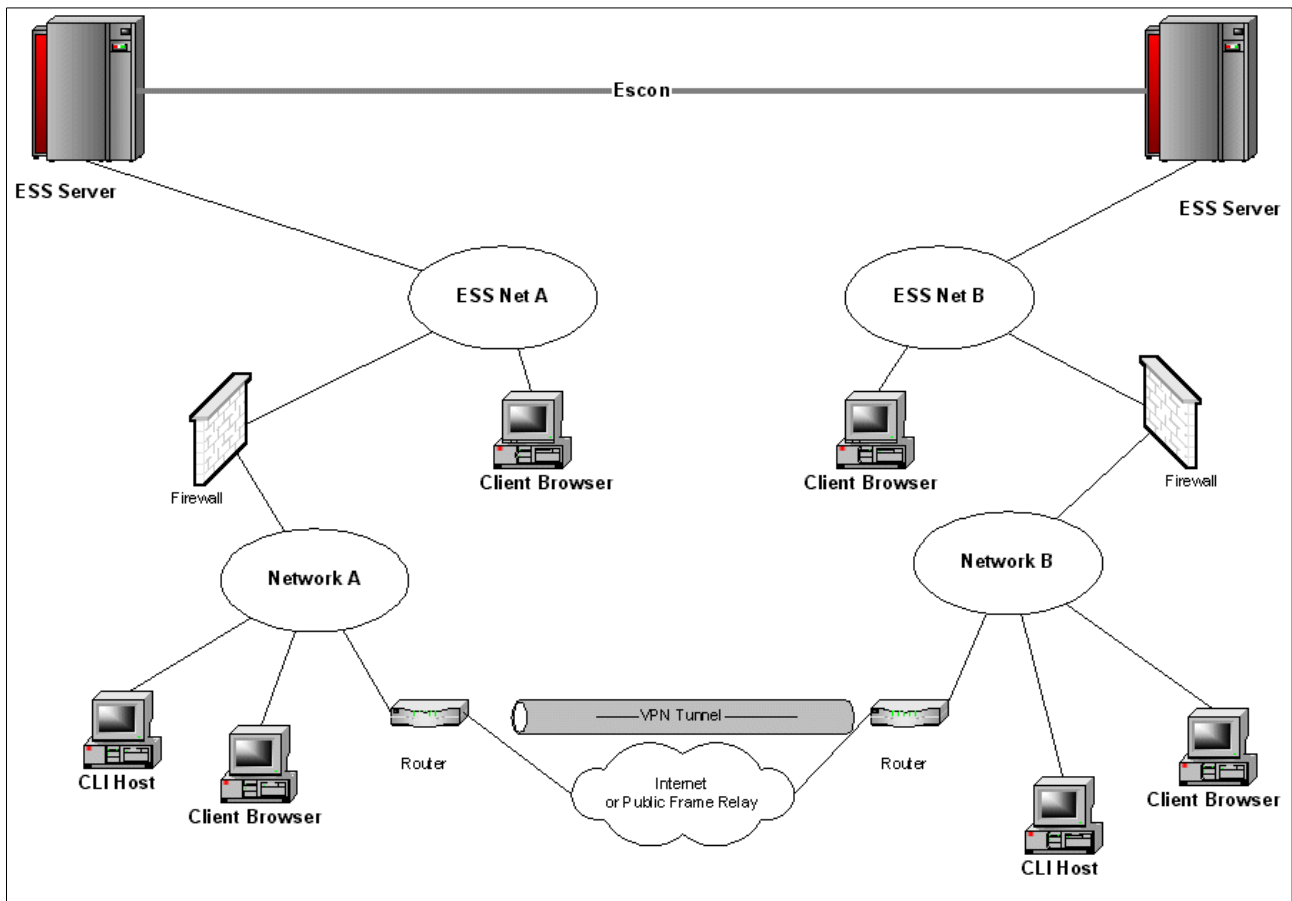 Escon
ESS Server
ESS Server
ESS Net A
ESS Net B
Client Browser
Client Browser
Firewall
Firewall
Network A
Network B
VPN Tunnel
Router
Router
Internet
or Public Frame Relay
CLI Host
Client Browser
Client Browser
CLI Host